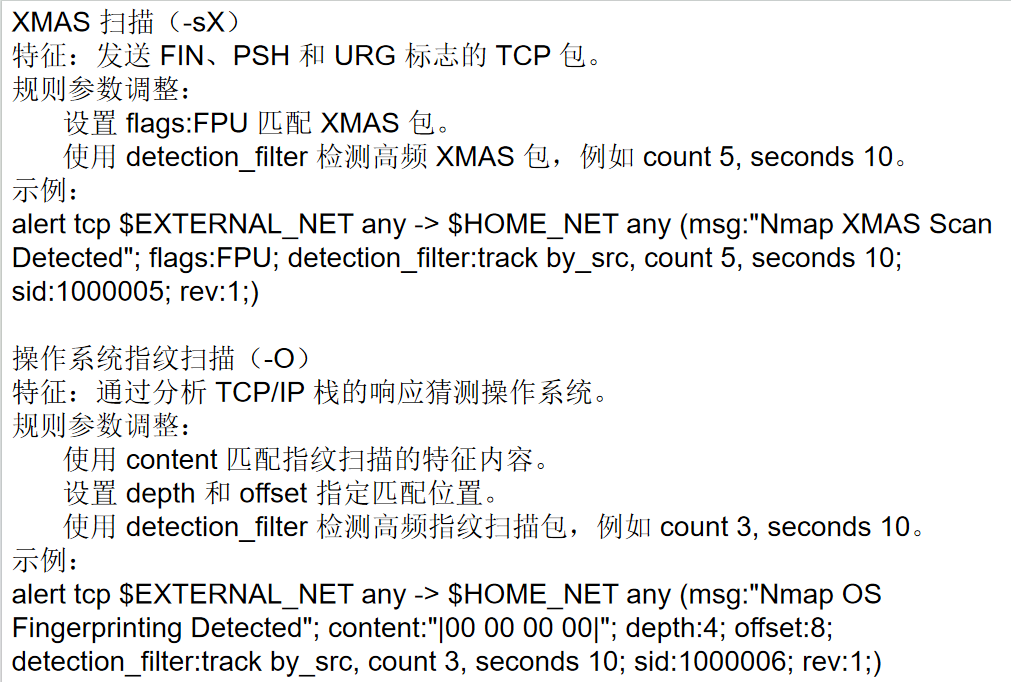 XMAS 扫描（-sX）
特征：发送 FIN、PSH 和 URG 标志的 TCP 包。
规则参数调整：
设置 flags:FPU 匹配 XMAS 包。
使用 detection_filter 检测高频 XMAS 包，例如 count 5, seconds 10。
示例：
alert tcp $EXTERNAL_NET any -> $HOME_NET any (msg:"Nmap XMAS Scan
Detected"; flags:FPU; detection_filter:track by_src, count 5, seconds 10;
sid:1000005; rev:1;)
操作系统指纹扫描（-O）
特征：通过分析 TCP/IP 栈的响应猜测操作系统。
规则参数调整：
使用 content 匹配指纹扫描的特征内容。
设置 depth 和 offset 指定匹配位置。
使用 detection_filter 检测高频指纹扫描包，例如 count 3, seconds 10。
示例：
alert tcp $EXTERNAL_NET any -> $HOME_NET any (msg:"Nmap OS
Fingerprinting Detected"; content:"|00 00 00 00|"; depth:4; offset:8;
detection_filter:track by_src, count 3, seconds 10; sid:1000006; rev:1;)